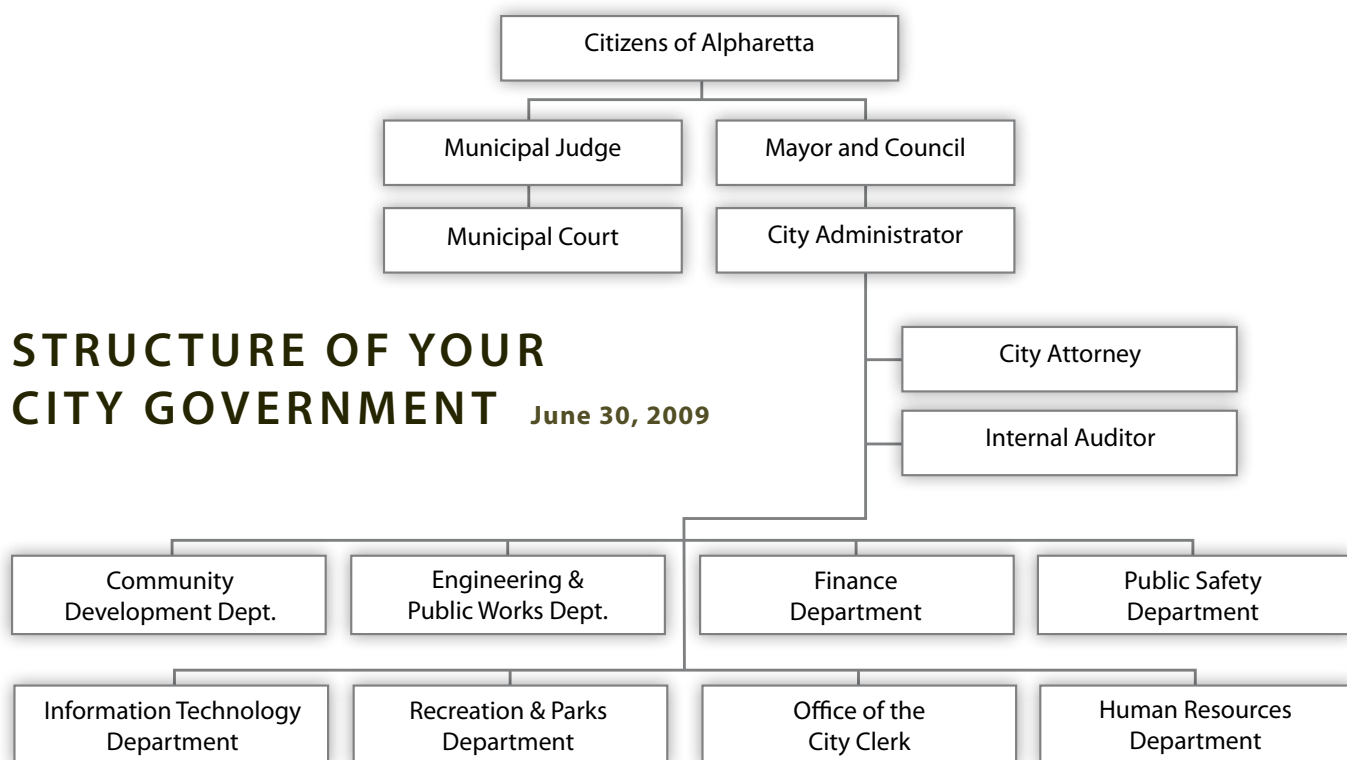 Citizens of Alpharetta
Municipal Judge
Mayor and Council
Municipal Court
City Administrator
STRUCTURE OF YOUR
CITY GOVERNMENT June 30, 2009
City Attorney
Internal Auditor
Community
Development Dept.
Engineering &
Public Works Dept.
Finance
Department
Public Safety
Department
Information Technology
Department
Recreation & Parks
Department
Office of the
City Clerk
Human Resources
Department